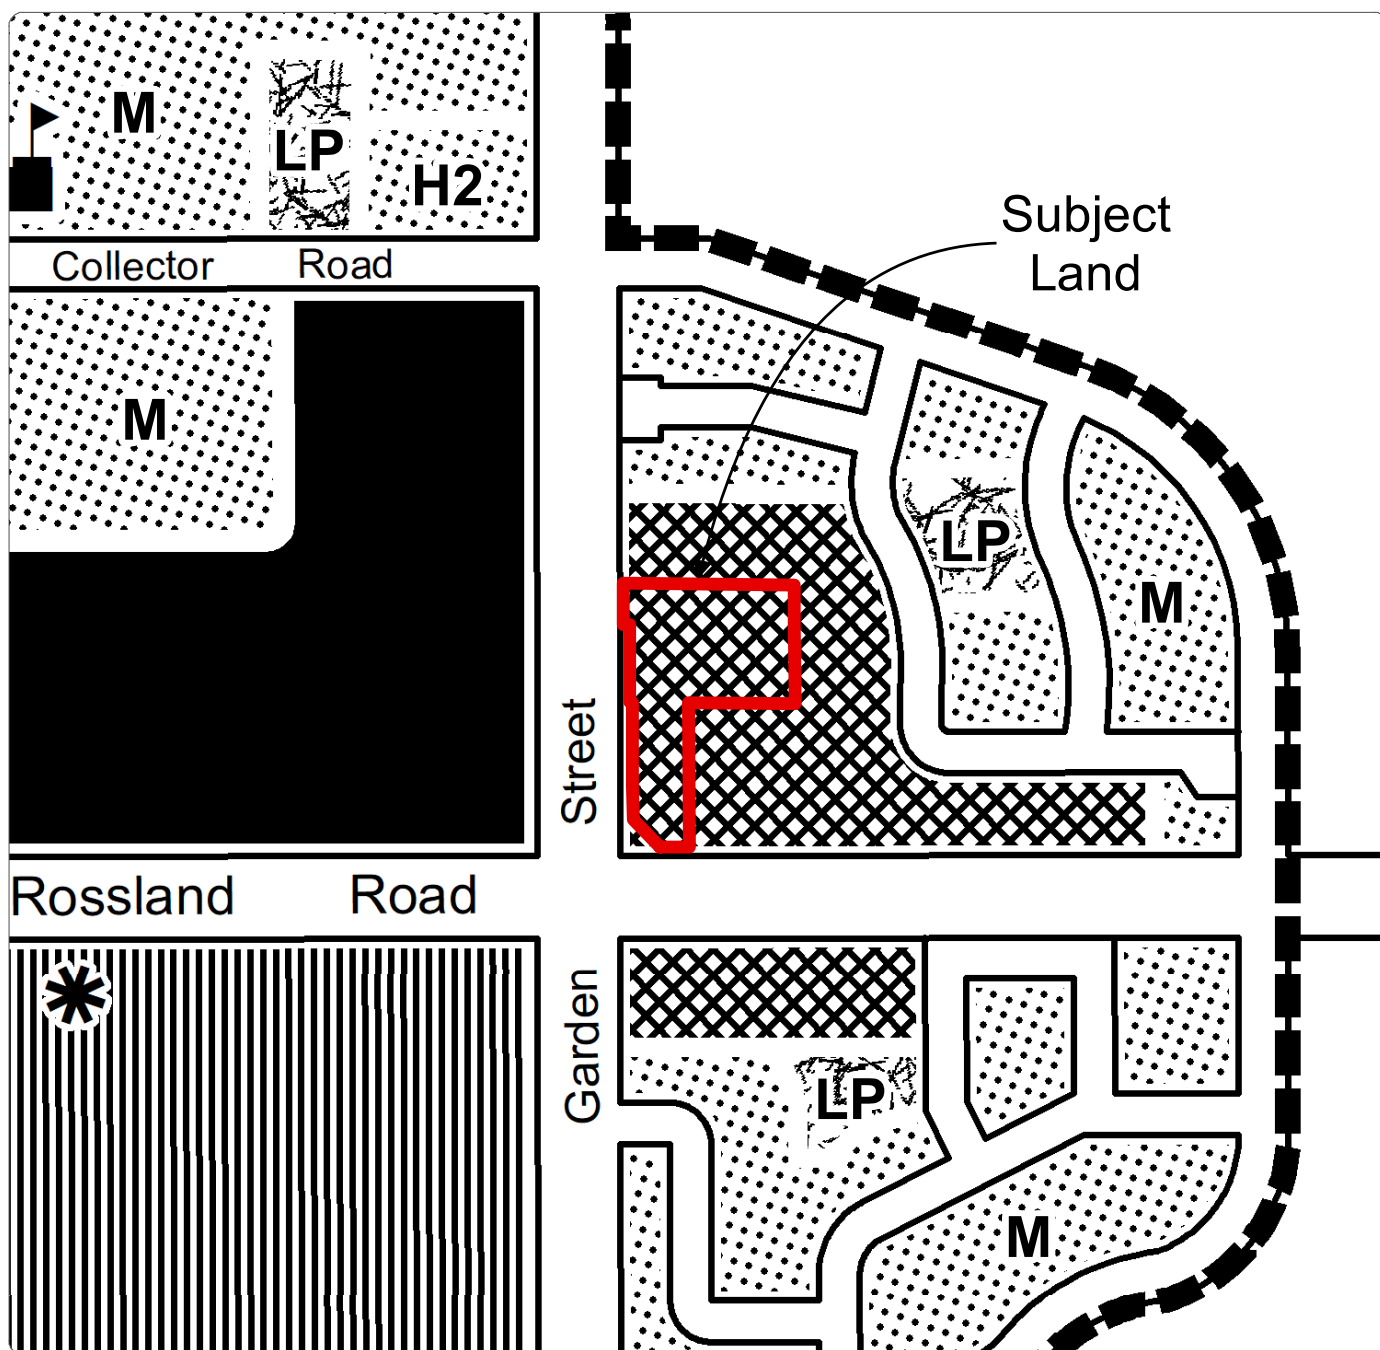 M
LP
H2
Subject
Land
Collector Road
M
LP
M
Street
Rossland Road
Garden
LP
M